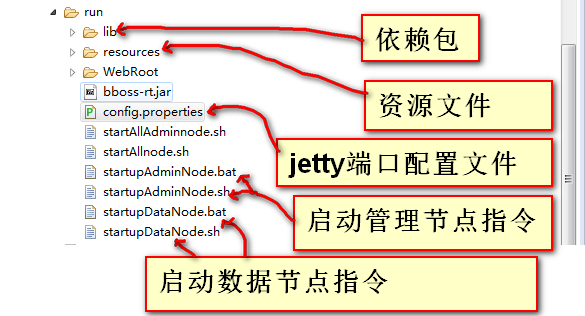 run
lib
resources
WebRoot
bboss-rt.jar
config.properties
startAllAdminnode.sh
startAllnode.sh
startupAdminNode.bat
startupAdminNode.sh
startupDataNode.bat
startupDataNode.sh
依赖包
资源文件
jetty端口配置文件
启动管理节点指令
启动数据节点指令